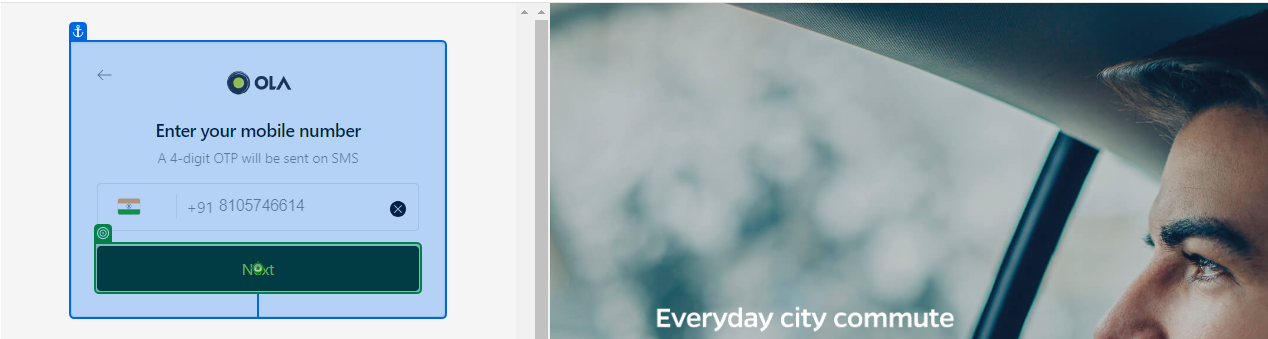 OLA
Enter your mobile number
A 4-digit OTP will be sent on SMS
+91 8105746614
Next
Everyday city commute